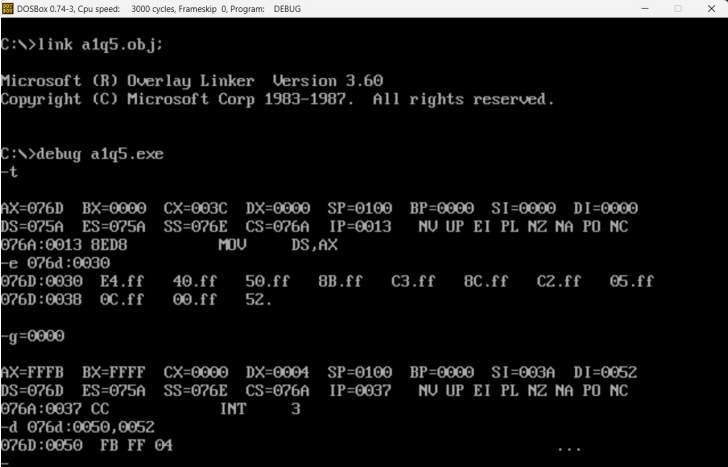 DOSBox 0.74-3, Cpu speed: 3000 cycles, Frameskip 0, Program: DEBUG
C:\>link a1q5.obj;
Microsoft (R) Overlay Linker Version 3.60
Copyright (C) Microsoft Corp 1983-1987. All rights reserved.
C:\>debug a1q5.exe
-t
AX=076D BX=0000 CX=003C DX=0000 SP=0100 BP=0000 SI=0000 DI=0000
DS=075A ES=075A SS=076E CS=076A IP=0013 NV UP EI PL NZ NA PO NC
076A:0013 8ED8 MOV DS,AX
-e 076d:0030
076D:0030 E4.ff 40.ff 50.ff 8B.ff C3.ff 8C.ff C2.ff 05.ff
076D:0038 0C.ff 00.ff 52.
-g=0000
AX=FFFB BX=FFFF CX=0000 DX=0004 SP=0100 BP=0000 SI=003A DI=0052
DS=076D ES=075A SS=076E CS=076A IP=0037 NV UP EI PL NZ NA PO NC
076A:0037 CC INT 3
-d 076d:0050,0052
076D:0050 FB FF 04 ...
-